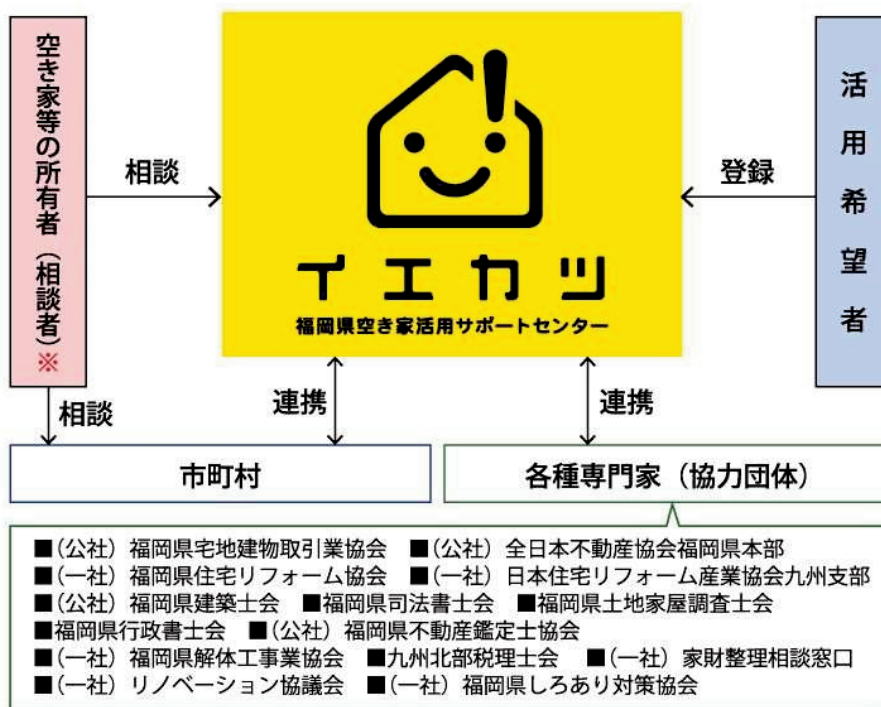 空き家等の所有者（相談者）※
相談
イエカツ
福岡県空き家活用サポートセンター
登録
活用希望者
相談
連携
連携
市町村
各種専門家（協力団体）
■(公社）福岡県宅地建物取引業協会　■(公社）全日本不動産協会福岡県本部
■(一社）福岡県住宅リフォーム協会　■(一社）日本住宅リフォーム産業協会九州支部
■(公社）福岡県建築士会　■福岡県司法書士会　■福岡県土地家屋調査士会
■福岡県行政書士会　■(公社）福岡県不動産鑑定士協会
■(一社）福岡県解体工事業協会　■九州北部税理士会　■(一社）家財整理相談窓口
■(一社）リノベーション協議会　■(一社）福岡県しろあり対策協会